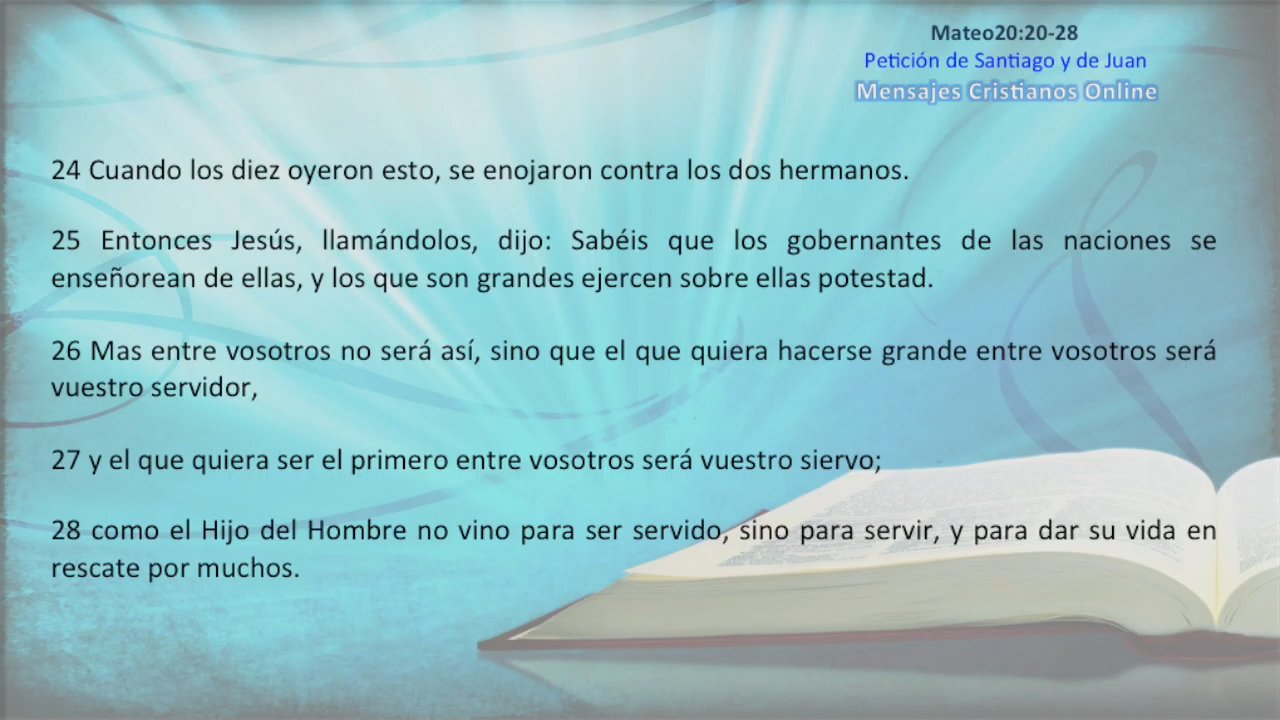 Mateo20:20-28
Petición de Santiago y de Juan
Mensajes Cristianos Online
24 Cuando los diez oyeron esto, se enojaron contra los dos hermanos.
25 Entonces Jesús, llamándolos, dijo: Sabéis que los gobernantes de las naciones se
enseñorean de ellas, y los que son grandes ejercen sobre ellas potestad.
26 Mas entre vosotros no será así, sino que el que quiera hacerse grande entre vosotros será
vuestro servidor,
27 y el que quiera ser el primero entre vosotros será vuestro siervo;
28 como el Hijo del Hombre no vino para ser servido, sino para servir, y para dar su vida en
rescate por muchos.